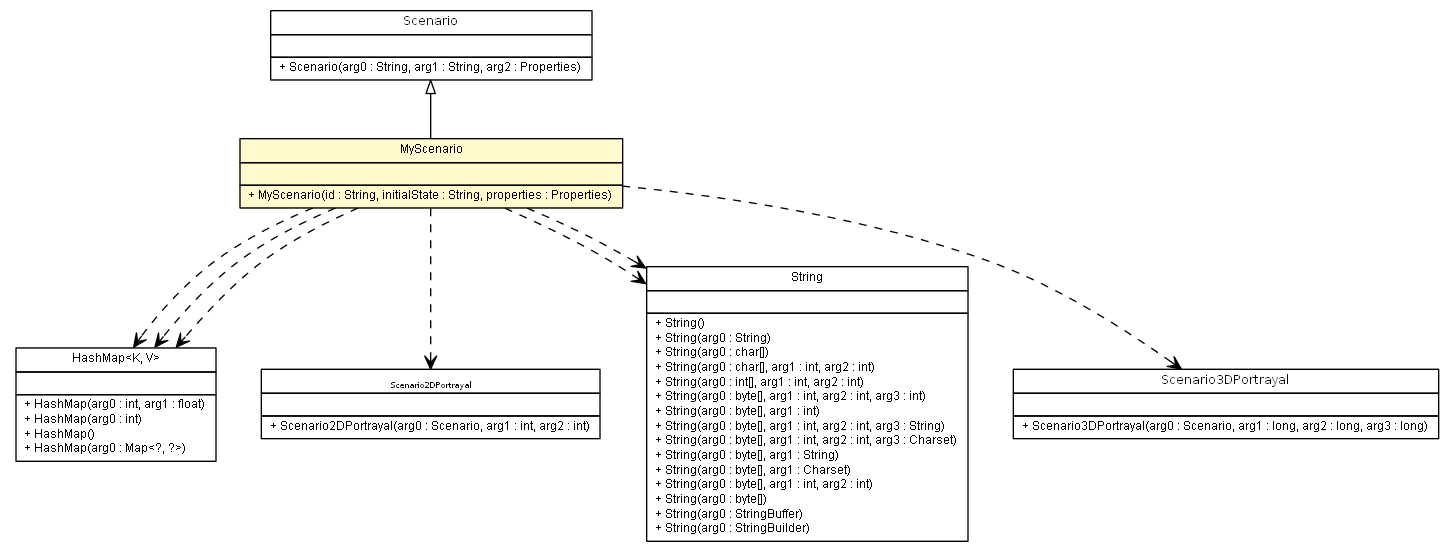 Scenario
+ Scenario(arg0 : String, arg1 : String, arg2 : Properties)
MyScenario
+ MyScenario(id : String, initialState : String, properties : Properties)
HashMap<K, V>
+ HashMap(arg0 : int, arg1 : float)
+ HashMap(arg0 : int)
+ HashMap()
+ HashMap(arg0 : Map<?, ?>)
Scenario2DPortrayal
+ Scenario2DPortrayal(arg0 : Scenario, arg1 : int, arg2 : int)
String
+ String()
+ String(arg0 : String)
+ String(arg0 : char[])
+ String(arg0 : char[], arg1 : int, arg2 : int)
+ String(arg0 : int[], arg1 : int, arg2 : int)
+ String(arg0 : byte[], arg1 : int, arg2 : int, arg3 : int)
+ String(arg0 : byte[], arg1 : int)
+ String(arg0 : byte[], arg1 : int, arg2 : int, arg3 : String)
+ String(arg0 : byte[], arg1 : int, arg2 : int, arg3 : Charset)
+ String(arg0 : byte[], arg1 : String)
+ String(arg0 : byte[], arg1 : Charset)
+ String(arg0 : byte[], arg1 : int, arg2 : int)
+ String(arg0 : byte[])
+ String(arg0 : StringBuffer)
+ String(arg0 : StringBuilder)
Scenario3DPortrayal
+ Scenario3DPortrayal(arg0 : Scenario, arg1 : long, arg2 : long, arg3 : long)